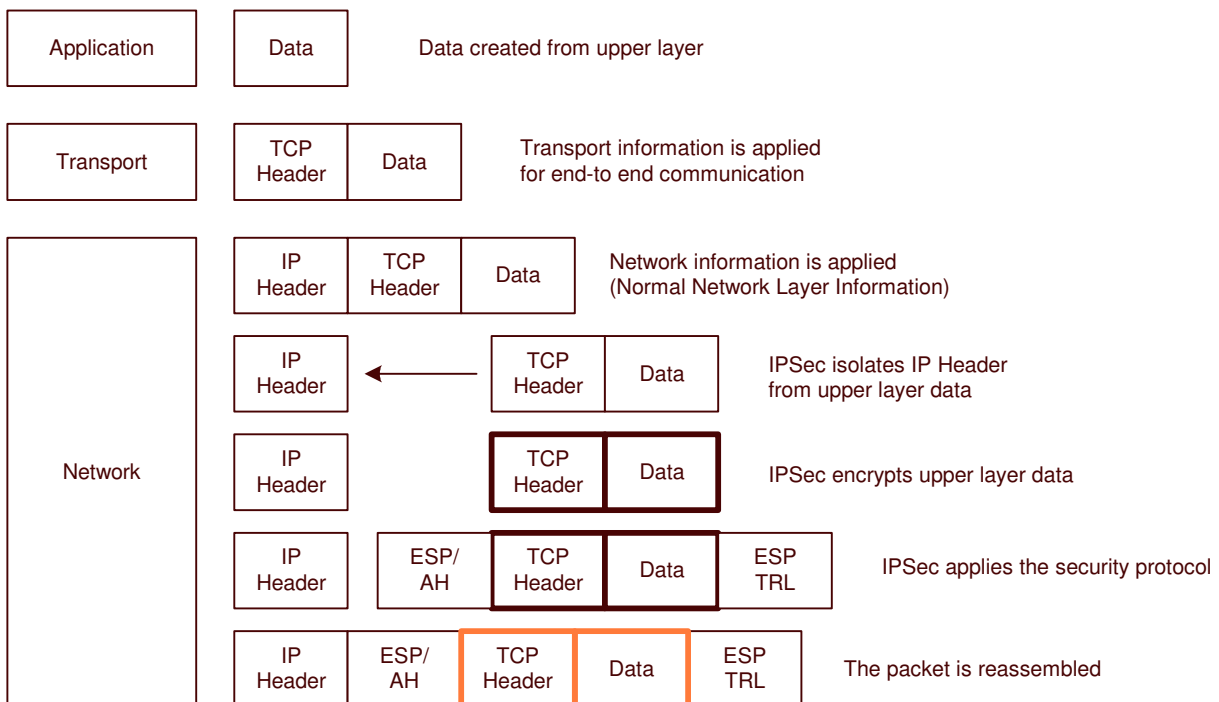 Application
Data
Data created from upper layer
Transport
TCP
Header
Data
Transport information is applied
for end-to end communication
Network
IP
Header
TCP
Header
Data
Network information is applied
(Normal Network Layer Information)
IP
Header
TCP
Header
Data
IPSec isolates IP Header
from upper layer data
IP
Header
TCP
Header
Data
IPSec encrypts upper layer data
IP
Header
ESP/
AH
TCP
Header
Data
ESP
TRL
IPSec applies the security protocol
IP
Header
ESP/
AH
TCP
Header
Data
ESP
TRL
The packet is reassembled